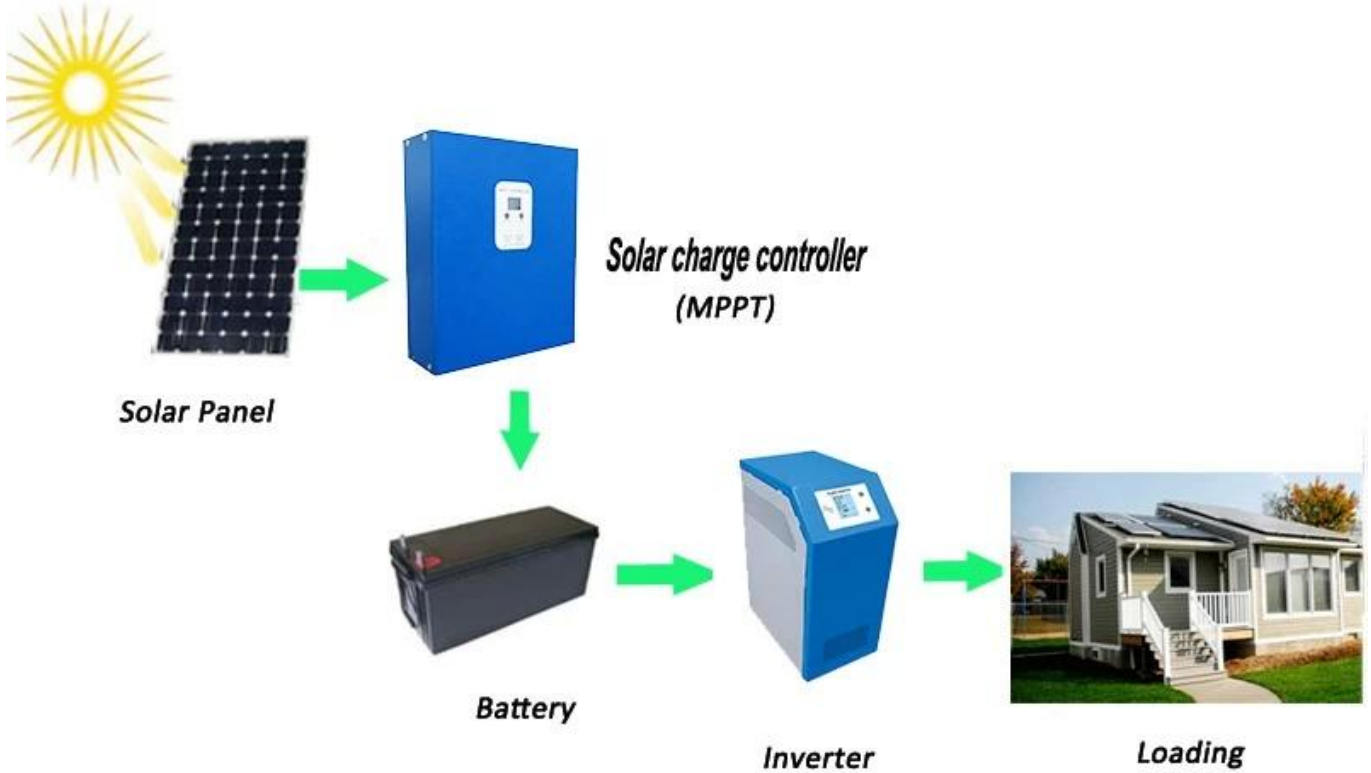 Solar charge controller
(MPPT)
Solar Panel
Battery
Inverter
Loading